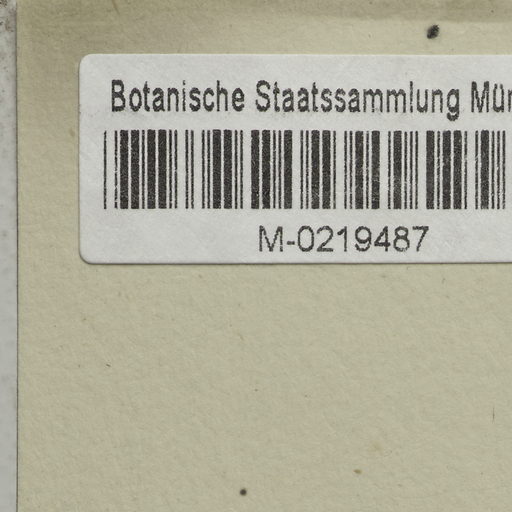 Botanische Staatssammlung Mün
M-0219487